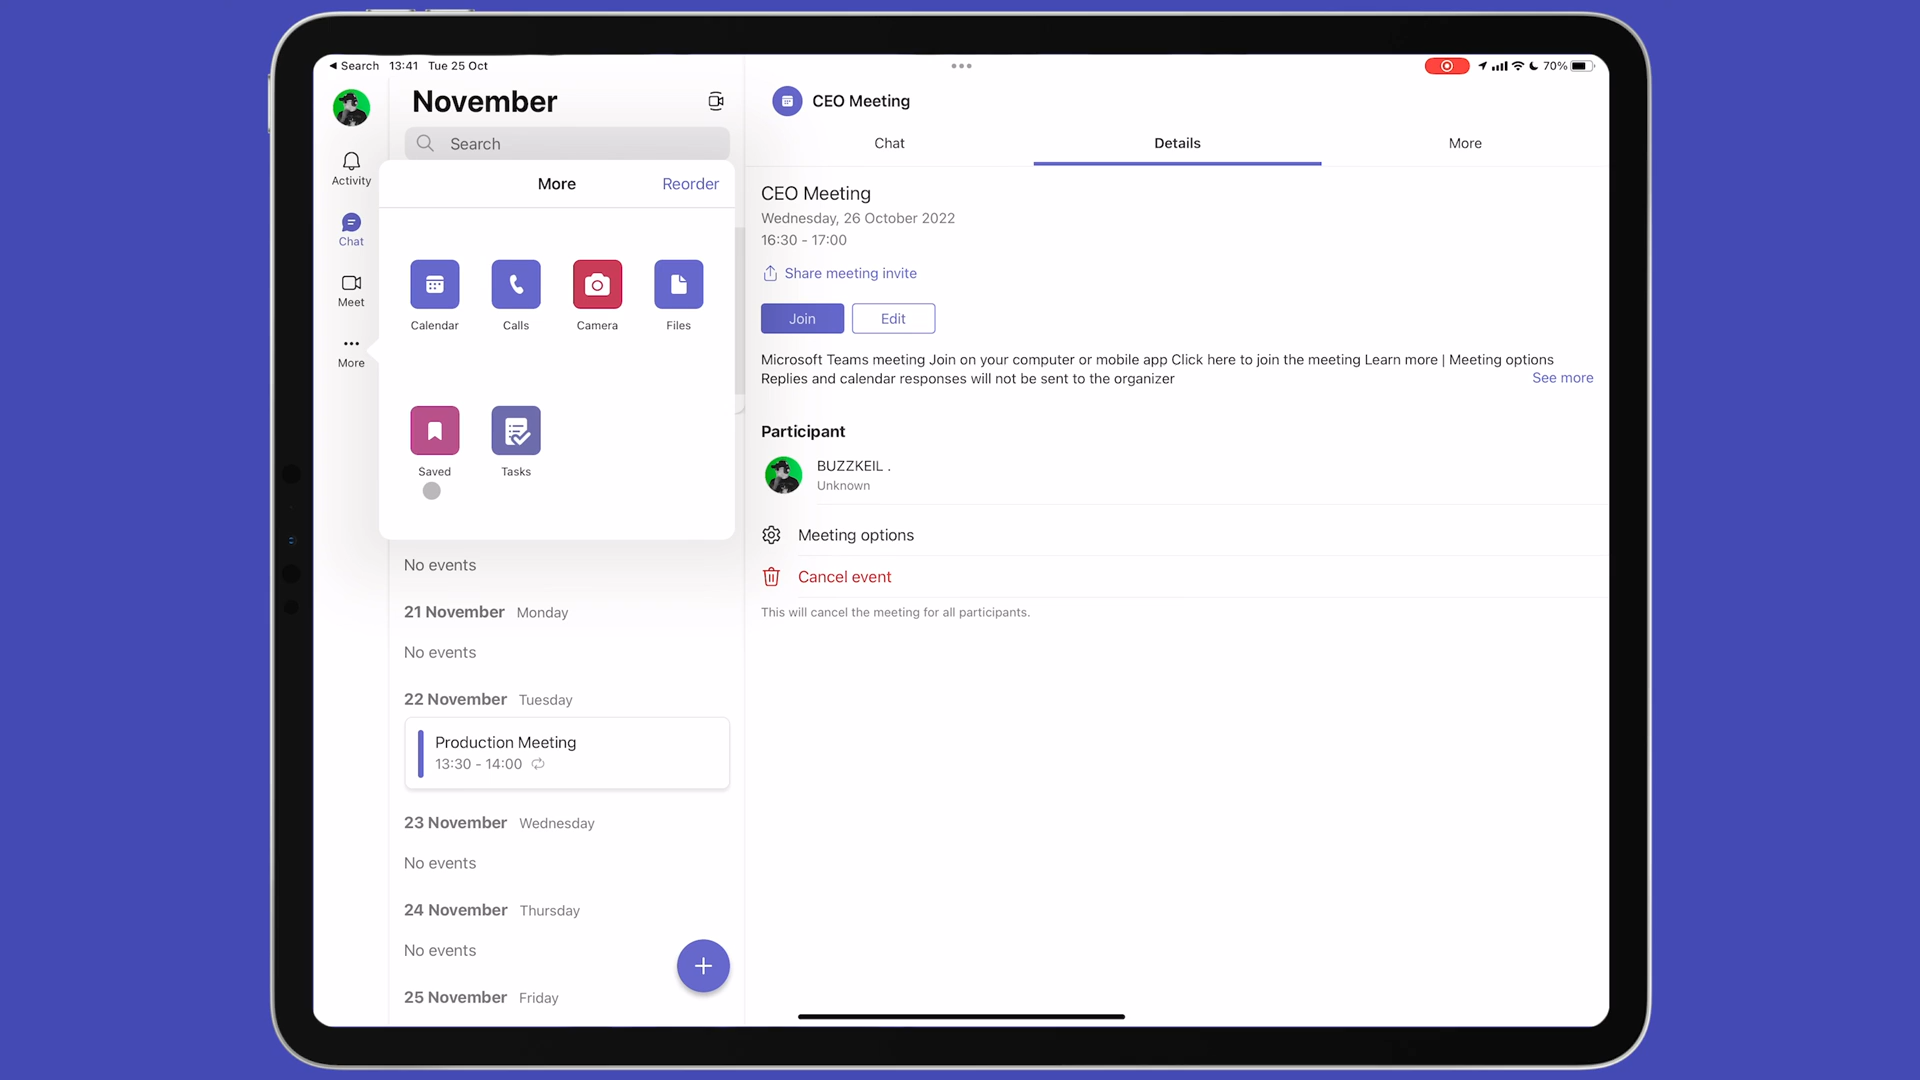 Search 13:41 Tue 25 Oct
70%
November
Search
Activity
Chat
Meet
More
More Reorder
Calendar Calls Camera Files
Saved Tasks
No events
21 November Monday
No events
22 November Tuesday
Production Meeting
13:30 - 14:00
23 November Wednesday
No events
24 November Thursday
No events
25 November Friday
CEO Meeting
Chat Details More
CEO Meeting
Wednesday, 26 October 2022
16:30 - 17:00
Share meeting invite
Join Edit
Microsoft Teams meeting Join on your computer or mobile app Click here to join the meeting Learn more | Meeting options
Replies and calendar responses will not be sent to the organizer See more
Participant
BUZZKEIL .
Unknown
Meeting options
Cancel event
This will cancel the meeting for all participants.